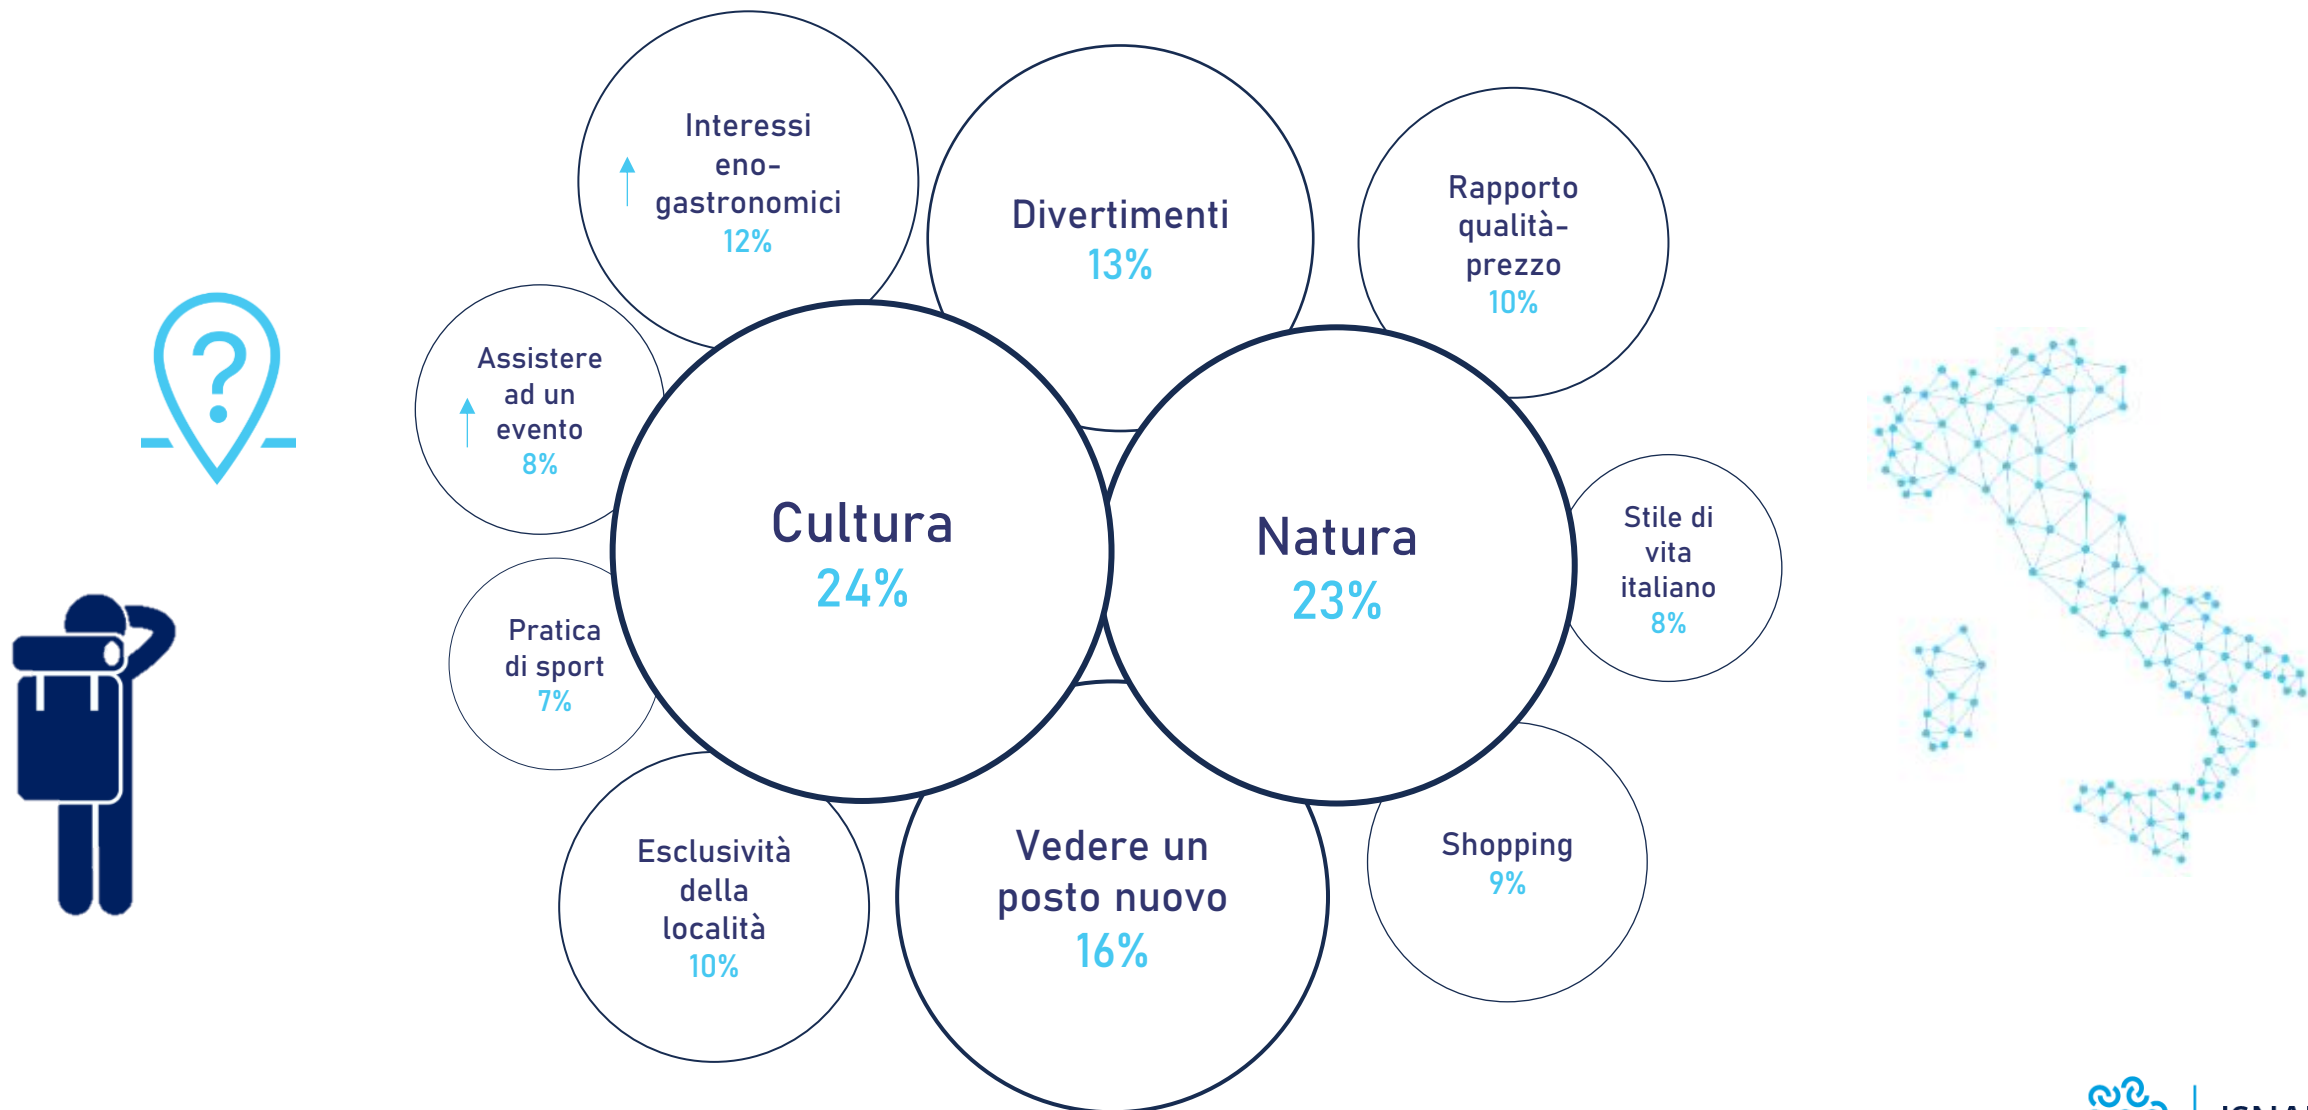 Interessi
eno-
gastronomici
12%
Divertimenti
13%
Rapporto
qualità-
prezzo
10%
Assistere
ad un
evento
8%
Cultura
24%
Natura
23%
Stile di
vita
italiano
8%
Pratica
di sport
7%
Esclusività
della
località
10%
Vedere un
posto nuovo
16%
Shopping
9%
?